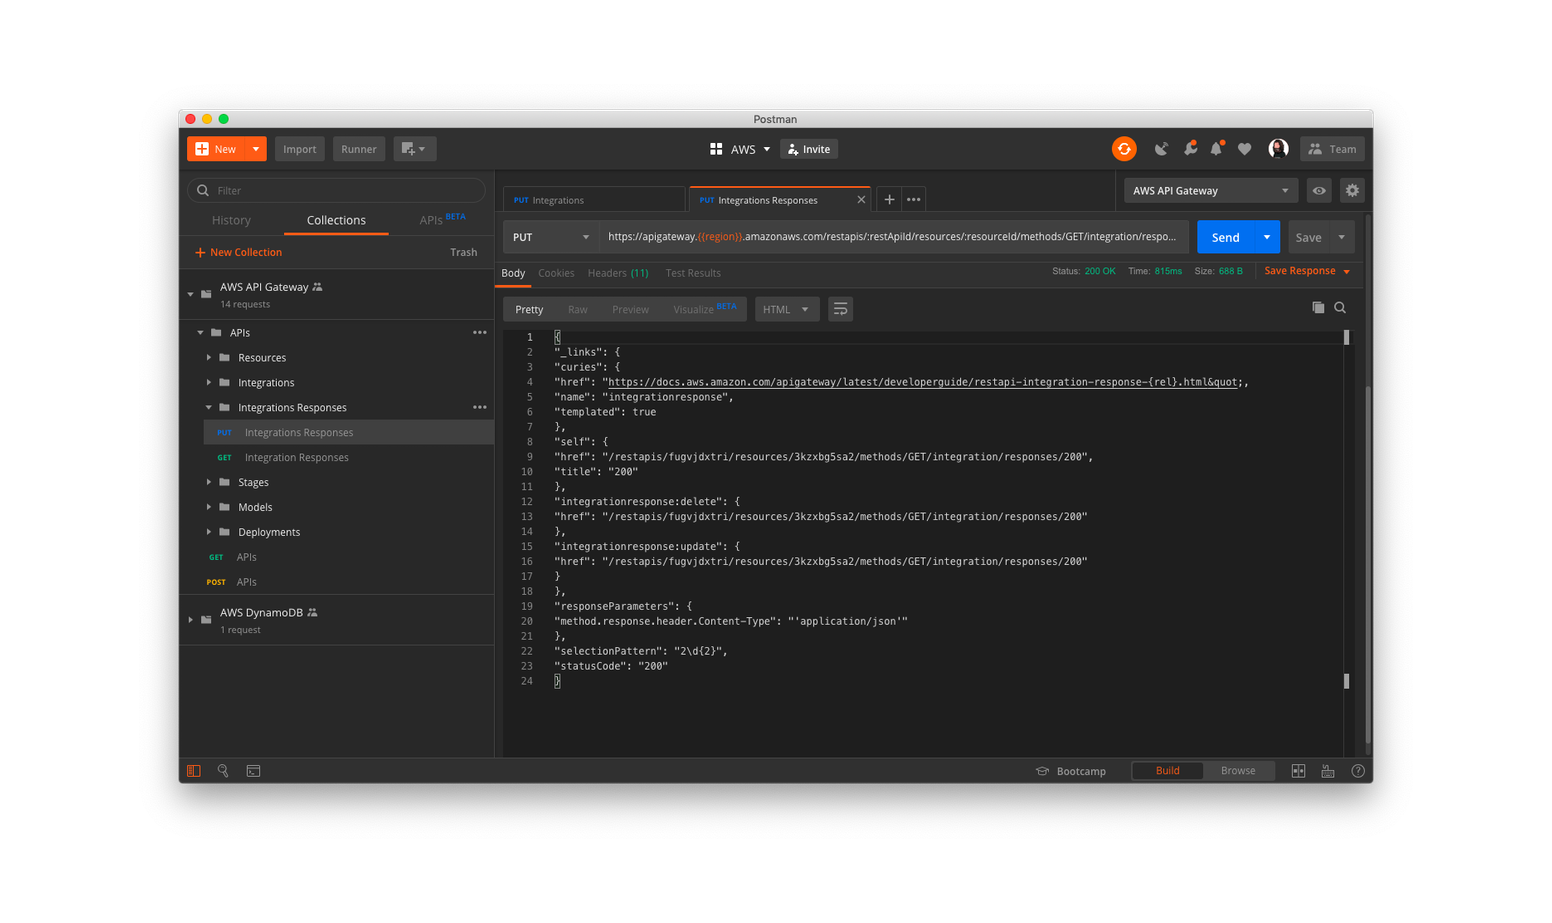 Postman
New
Import
Runner
AWS
Invite
Team
Filter
History
Collections
APIs BETA
New Collection
Trash
AWS API Gateway
14 requests
APIs
Resources
Integrations
Integrations Responses
PUT Integrations Responses
GET Integration Responses
Stages
Models
Deployments
GET APIs
POST APIs
AWS DynamoDB
1 request
PUT Integrations
PUT Integrations Responses
AWS API Gateway
PUT
https://apigateway.{{region}}.amazonaws.com/restapis/:restApiId/resources/:resourceId/methods/GET/integration/respo...
Send
Save
Body
Cookies
Headers (11)
Test Results
Status: 200 OK
Time: 815ms
Size: 688 B
Save Response
Pretty
Raw
Preview
Visualize BETA
HTML
1 {
2 "_links": {
3 "curies": {
4 "href": "https://docs.aws.amazon.com/apigateway/latest/developerguide/restapi-integration-response-{rel}.html&quot;,
5 "name": "integrationresponse",
6 "templated": true
7 },
8 "self": {
9 "href": "/restapis/fugvjdxtri/resources/3kzxbg5sa2/methods/GET/integration/responses/200",
10 "title": "200"
11 },
12 "integrationresponse:delete": {
13 "href": "/restapis/fugvjdxtri/resources/3kzxbg5sa2/methods/GET/integration/responses/200"
14 },
15 "integrationresponse:update": {
16 "href": "/restapis/fugvjdxtri/resources/3kzxbg5sa2/methods/GET/integration/responses/200"
17 }
18 },
19 "responseParameters": {
20 "method.response.header.Content-Type": "'application/json'"
21 },
22 "selectionPattern": "2\d{2}",
23 "statusCode": "200"
24 }
Bootcamp
Build
Browse